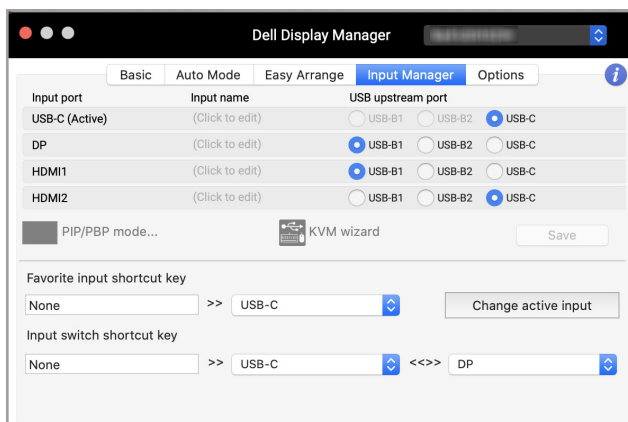 Dell Display Manager
Basic Auto Mode Easy Arrange Input Manager Options i
Input port Input name USB upstream port
USB-C (Active) (Click to edit) USB-B1 USB-B2 USB-C
DP (Click to edit) USB-B1 USB-B2 USB-C
HDMI1 (Click to edit) USB-B1 USB-B2 USB-C
HDMI2 (Click to edit) USB-B1 USB-B2 USB-C
PIP/PBP mode... KVM wizard Save
Favorite input shortcut key
None >> USB-C Change active input
Input switch shortcut key
None >> USB-C <<>> DP